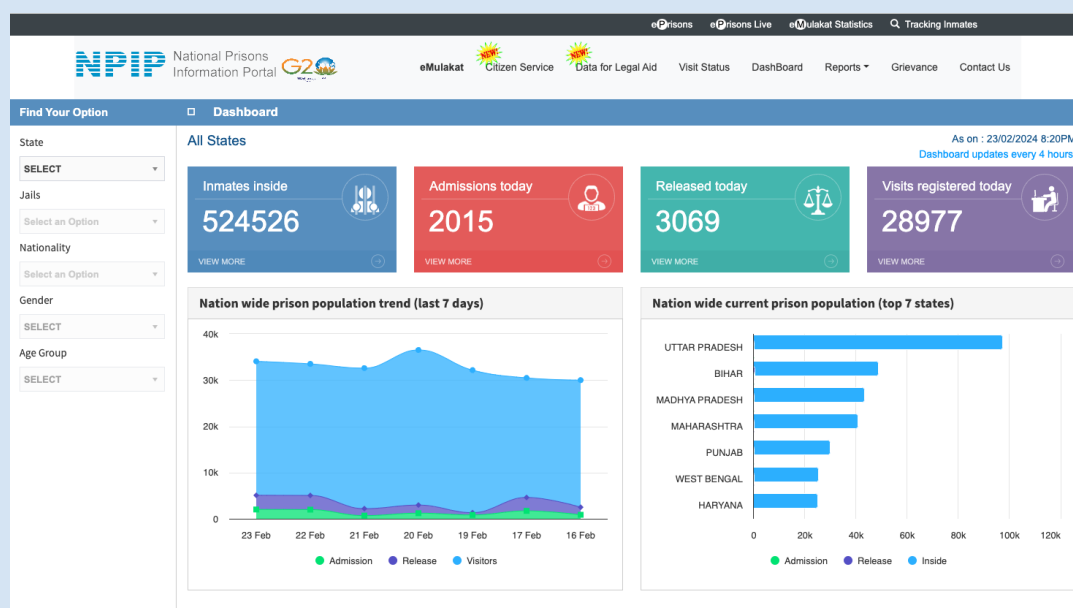 ePrisons ePrisons Live eMulakat Statistics Tracking Inmates
NPIP National Prisons Information Portal G20
eMulakat NEW! Citizen Service NEW! Data for Legal Aid Visit Status DashBoard Reports Grievance Contact Us
Find Your Option
Dashboard
State
SELECT
Jails
Select an Option
Nationality
Select an Option
Gender
SELECT
Age Group
SELECT
All States
As on : 23/02/2024 8:20PM
Dashboard updates every 4 hours
Inmates inside
524526
VIEW MORE
Admissions today
2015
VIEW MORE
Released today
3069
VIEW MORE
Visits registered today
28977
VIEW MORE
Nation wide prison population trend (last 7 days)
40k
30k
20k
10k
0
23 Feb 22 Feb 21 Feb 20 Feb 19 Feb 17 Feb 16 Feb
Admission Release Visitors
Nation wide current prison population (top 7 states)
UTTAR PRADESH
BIHAR
MADHYA PRADESH
MAHARASHTRA
PUNJAB
WEST BENGAL
HARYANA
0 20k 40k 60k 80k 100k 120k
Admission Release Inside